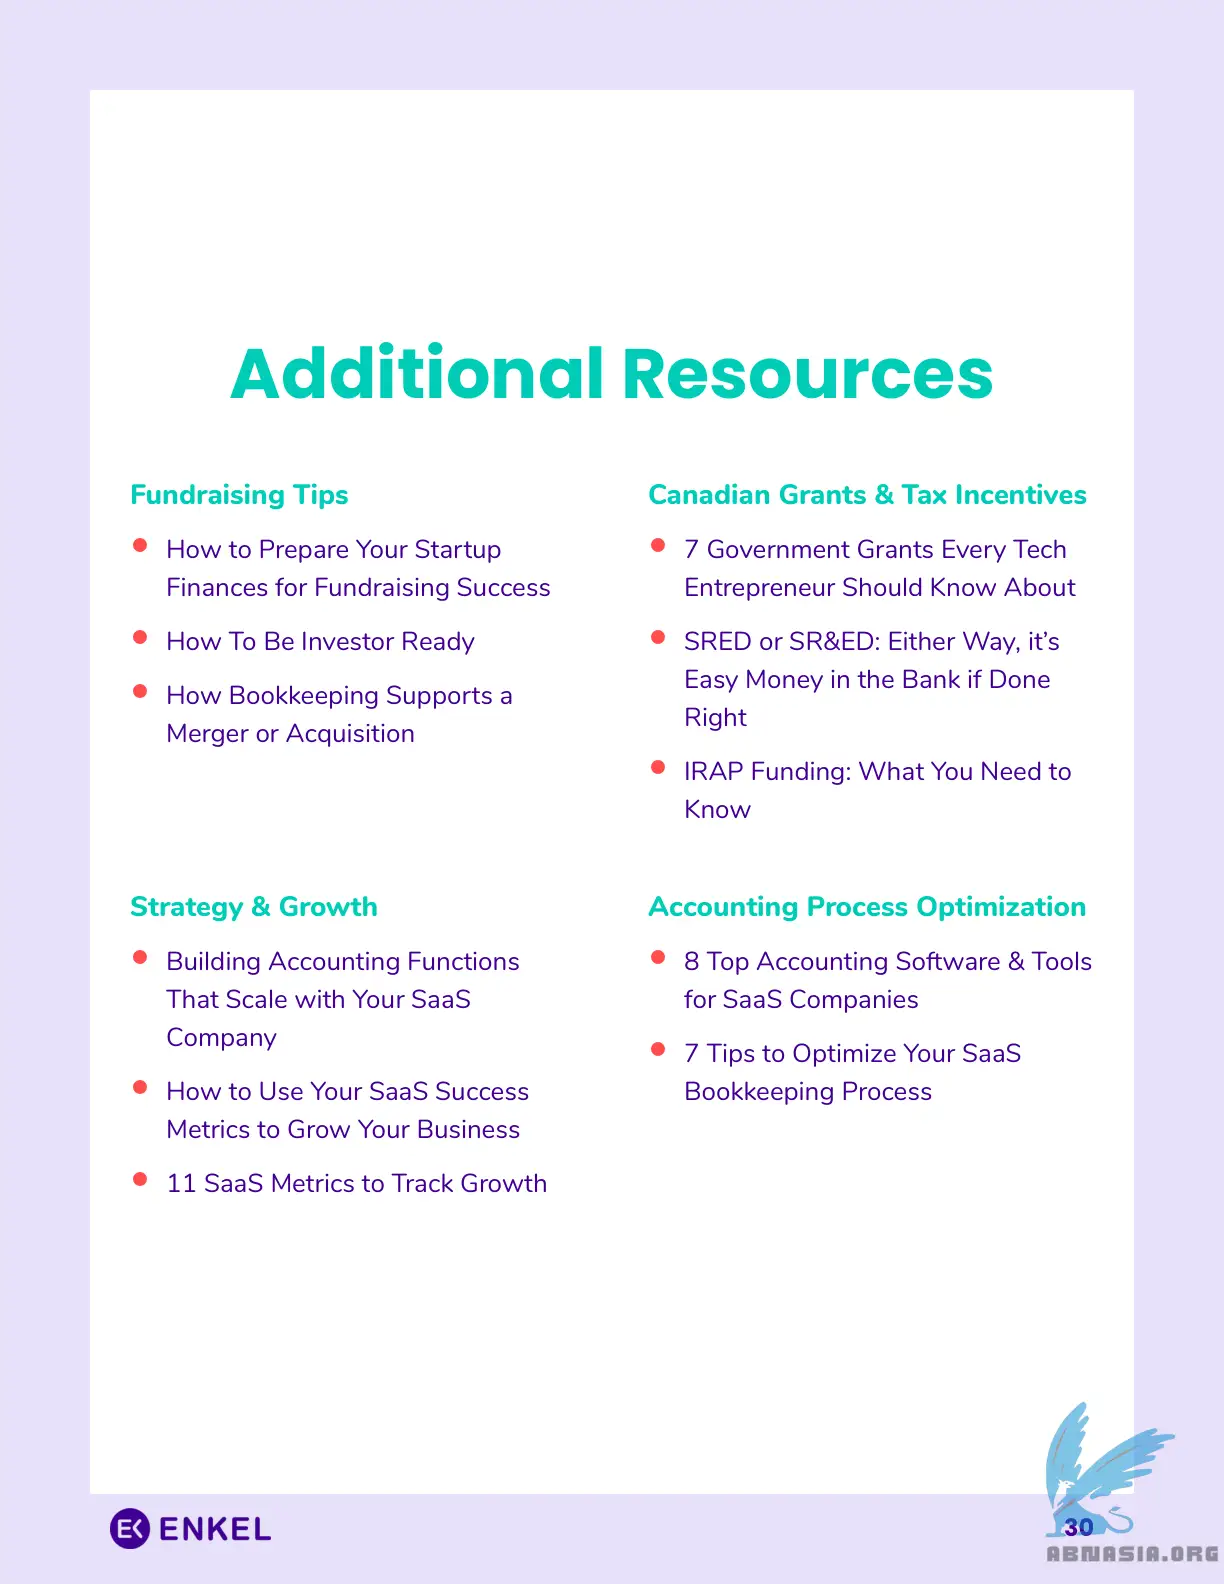 Additional Resources
Fundraising Tips
How to Prepare Your Startup
Finances for Fundraising Success
How To Be Investor Ready
How Bookkeeping Supports a
Merger or Acquisition
Canadian Grants & Tax Incentives
7 Government Grants Every Tech
Entrepreneur Should Know About
SRED or SR&ED: Either Way, it’s
Easy Money in the Bank if Done
Right
IRAP Funding: What You Need to
Know
Strategy & Growth
Building Accounting Functions
That Scale with Your SaaS
Company
How to Use Your SaaS Success
Metrics to Grow Your Business
11 SaaS Metrics to Track Growth
Accounting Process Optimization
8 Top Accounting Software & Tools
for SaaS Companies
7 Tips to Optimize Your SaaS
Bookkeeping Process
EK ENKEL
30
ABNASIA.ORG